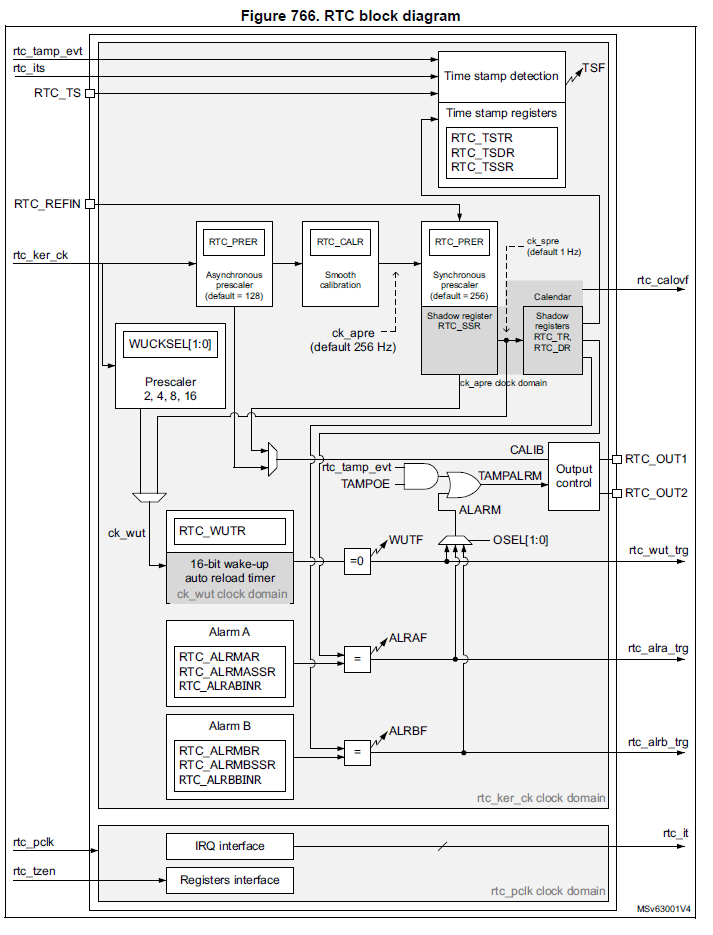 Figure 766. RTC block diagram
rtc_tamp_evt
rtc_its
RTC_TS
Time stamp detection
TSF
Time stamp registers
RTC_TSTR
RTC_TSDR
RTC_TSSR
RTC_REFIN
rtc_ker_ck
RTC_PRER
Asynchronous
prescaler
(default = 128)
RTC_CALR
Smooth
calibration
RTC_PRER
Synchronous
prescaler
(default = 256)
ck_spre
(default 1 Hz)
rtc_calovf
Calendar
Shadow register
RTC_SSR
Shadow
registers
RTC_TR,
RTC_DR
ck_apre
(default 256 Hz)
ck_apre clock domain
WUCKSEL[1:0]
Prescaler
2, 4, 8, 16
CALIB
rtc_tamp_evt
TAMPOE
TAMPALRM
ALARM
Output
control
RTC_OUT1
RTC_OUT2
ck_wut
RTC_WUTR
16-bit wake-up
auto reload timer
ck_wut clock domain
=0
WUTF
OSEL[1:0]
rtc_wut_trg
Alarm A
RTC_ALRMAR
RTC_ALRMASSR
RTC_ALRABINR
=
ALRAF
rtc_alra_trg
Alarm B
RTC_ALRMBR
RTC_ALRMBSSR
RTC_ALRBBINR
=
ALRBF
rtc_alrb_trg
rtc_ker_ck clock domain
rtc_pclk
IRQ interface
rtc_it
rtc_tzen
Registers interface
rtc_pclk clock domain
MSv63001V4